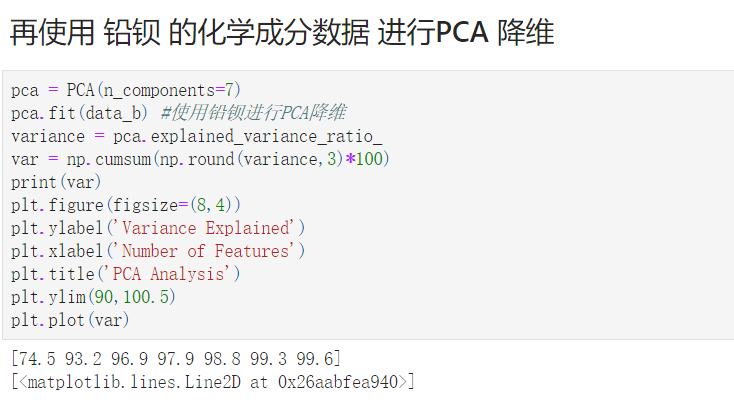 再使用 铅钡 的化学成分数据 进行PCA 降维
pca = PCA(n_components=7)
pca.fit(data_b) #使用铅钡进行PCA降维
variance = pca.explained_variance_ratio_
var = np.cumsum(np.round(variance,3)*100)
print(var)
plt.figure(figsize=(8,4))
plt.ylabel('Variance Explained')
plt.xlabel('Number of Features')
plt.title('PCA Analysis')
plt.ylim(90,100.5)
plt.plot(var)
[74.5 93.2 96.9 97.9 98.8 99.3 99.6]
[<matplotlib.lines.Line2D at 0x26aabfea940>]